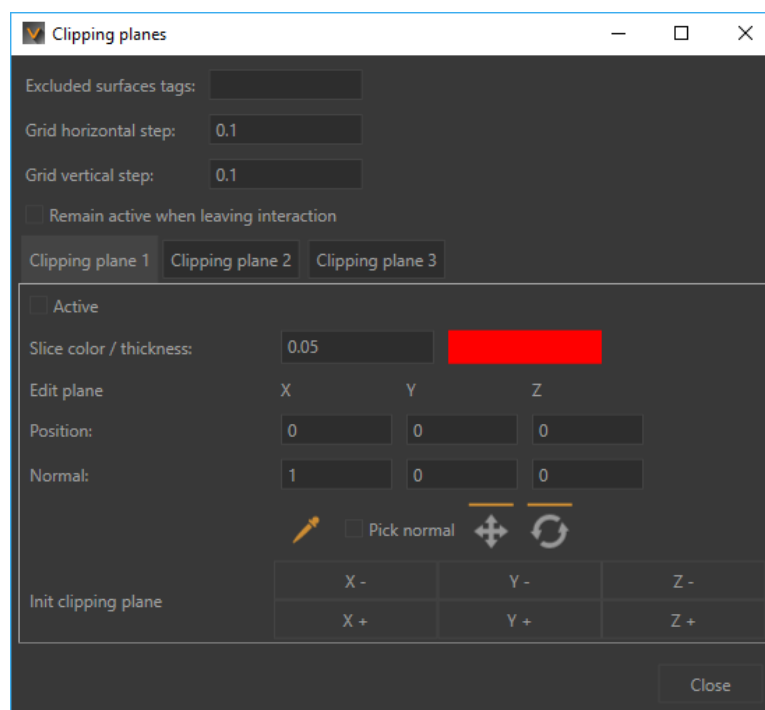 Clipping planes
Excluded surfaces tags:
Grid horizontal step: 0.1
Grid vertical step: 0.1
Remain active when leaving interaction
Clipping plane 1 Clipping plane 2 Clipping plane 3
Active
Slice color / thickness: 0.05
Edit plane X Y Z
Position: 0 0 0
Normal: 1 0 0
Pick normal
X - Y - Z -
Init clipping plane
X + Y + Z +
Close